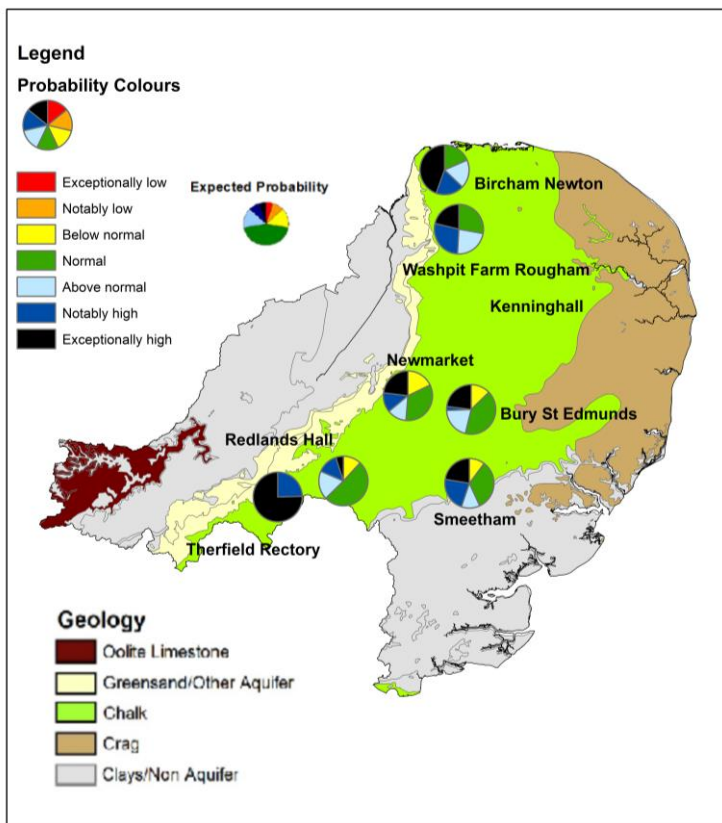 Legend
Probability Colours
Exceptionally low
Notably low
Below normal
Normal
Above normal
Notably high
Exceptionally high
Expected Probability
Bircham Newton
Washpit Farm Rougham
Kenninghall
Newmarket
Bury St Edmunds
Redlands Hall
Smeetham
Therfield Rectory
Geology
Oolite Limestone
Greensand/Other Aquifer
Chalk
Crag
Clays/Non Aquifer